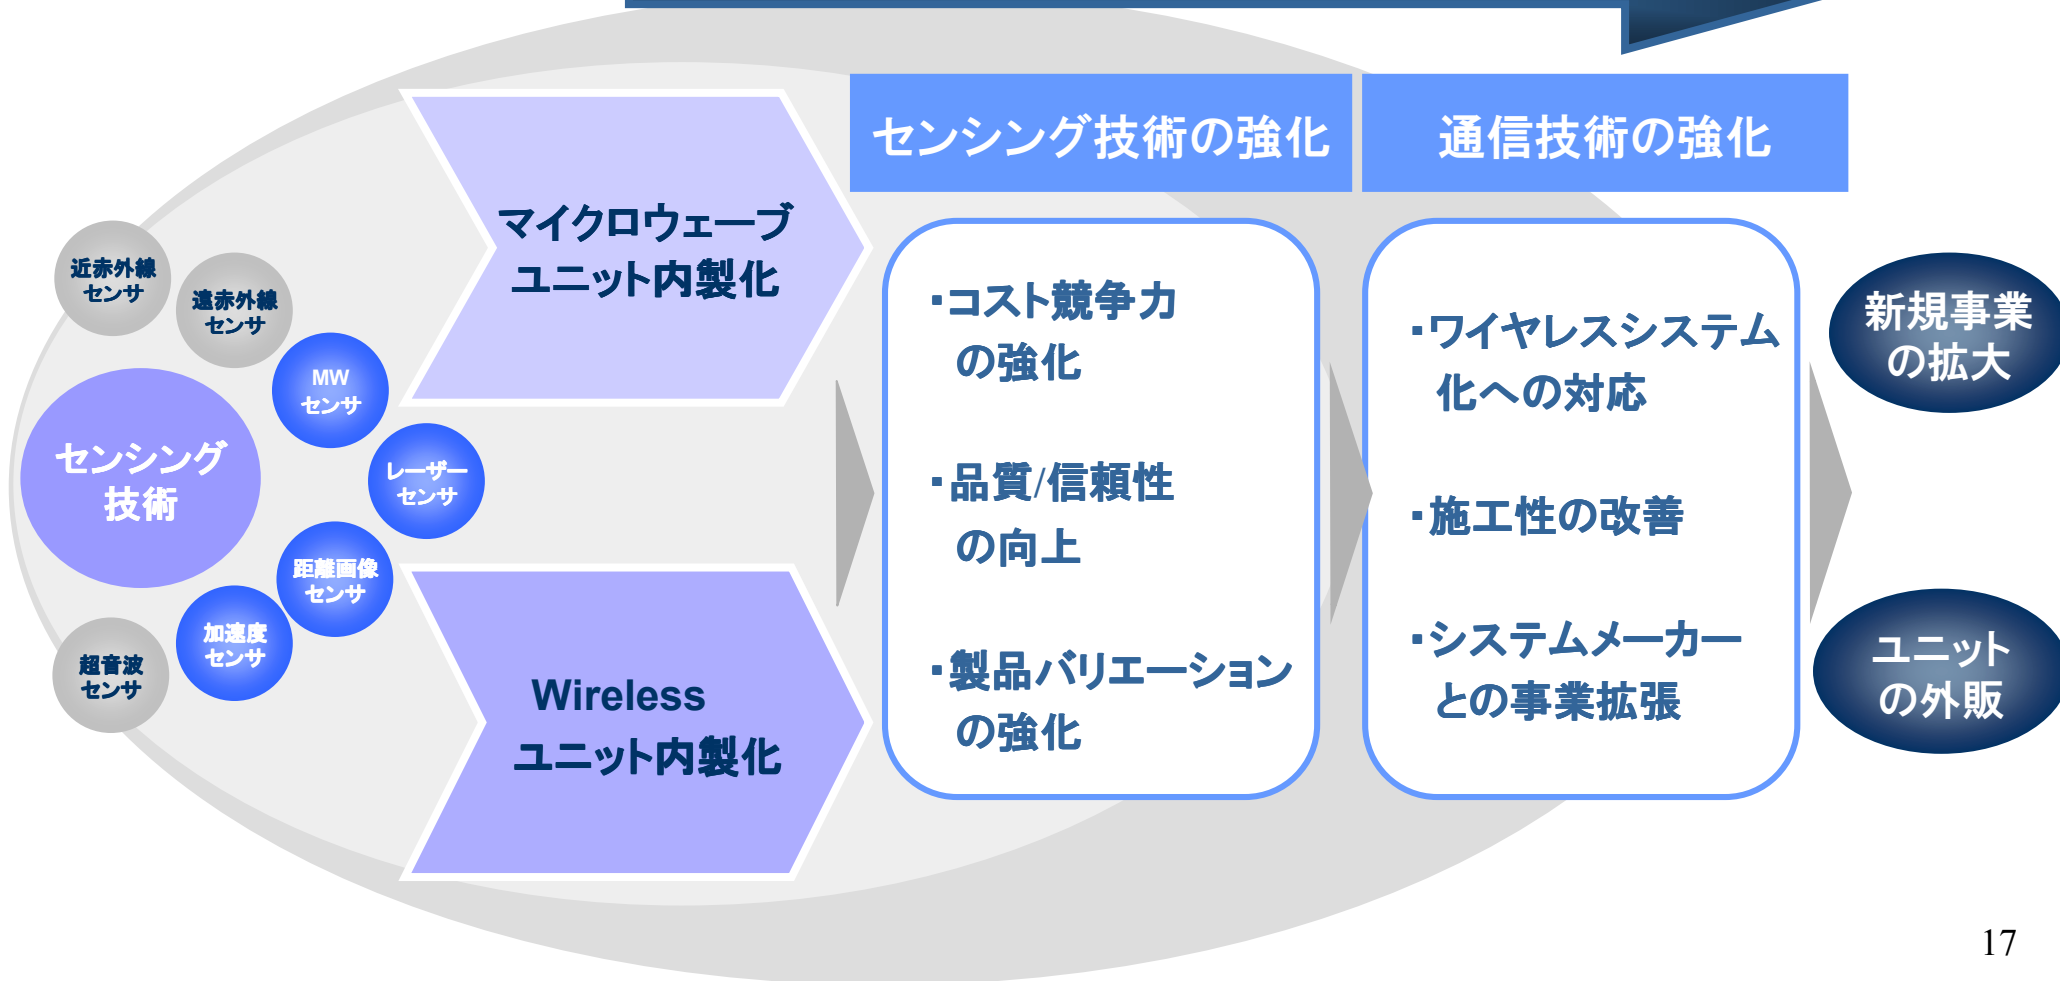 センシング技術の強化
通信技術の強化
マイクロウェーブ
ユニット内製化
近赤外線
センサ
遠赤外線
センサ
MW
センサ
レーザー
センサ
センシング
技術
距離画像
センサ
加速度
センサ
超音波
センサ
Wireless
ユニット内製化
・コスト競争力
の強化
・品質/信頼性
の向上
・製品バリエーション
の強化
・ワイヤレスシステム
化への対応
・施工性の改善
・システムメーカー
との事業拡張
新規事業
の拡大
ユニット
の外販
17